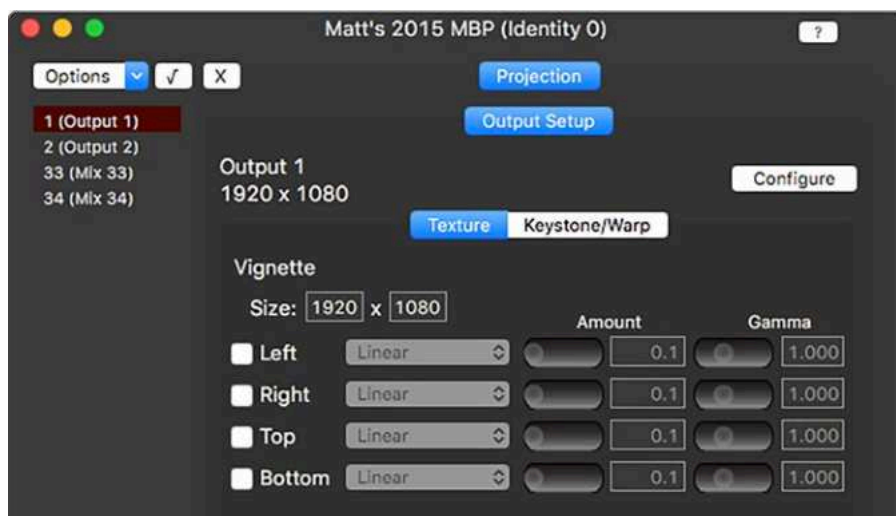 Matt's 2015 MBP (Identity 0)
?
Options √ X Projection
Output Setup
1 (Output 1)
2 (Output 2)
33 (Mix 33)
34 (Mix 34)
Output 1
1920 x 1080
Configure
Texture Keystone/Warp
Vignette
Size: 1920 x 1080
Amount Gamma
Left Linear 0.1 1.000
Right Linear 0.1 1.000
Top Linear 0.1 1.000
Bottom Linear 0.1 1.000